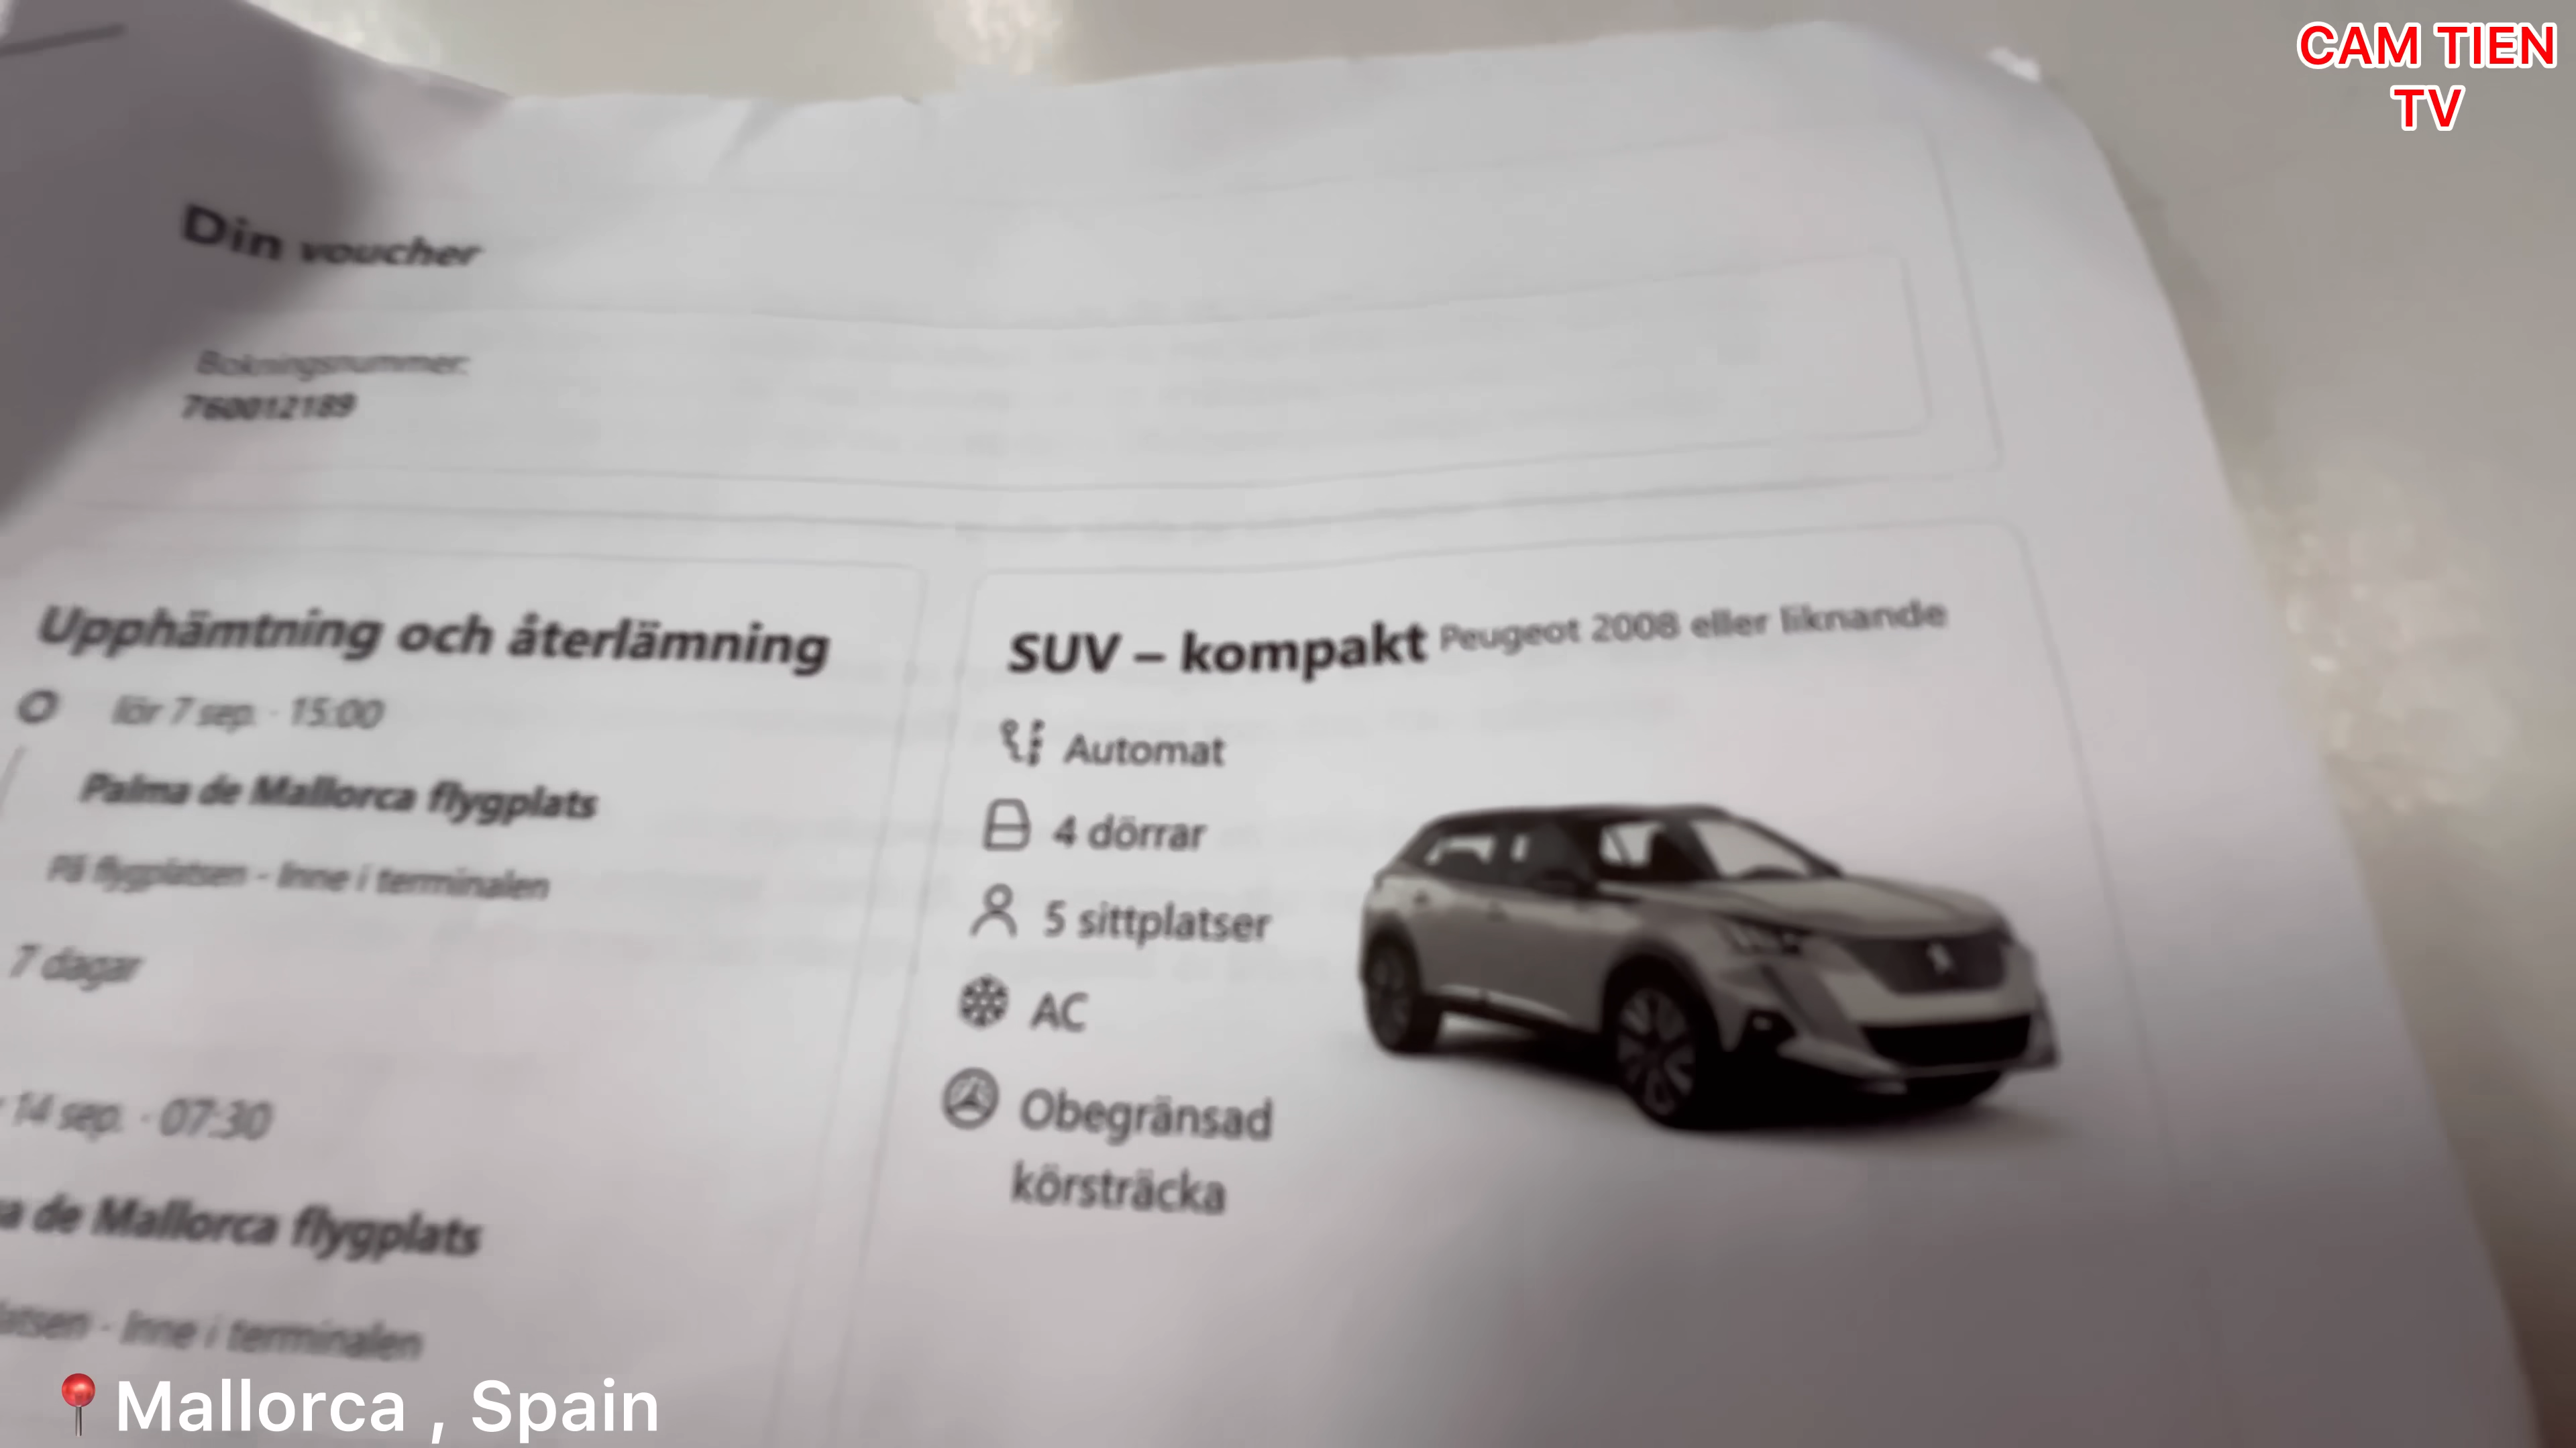 CAM TIEN
TV
Din voucher
Bokningsnummer:
760012189
Upphämtning och återlämning
lör 7 sep. · 15:00
Palma de Mallorca flygplats
På flygplatsen - Inne i terminalen
7 dagar
14 sep. · 07:30
de Mallorca flygplats
Inne i terminalen
SUV – kompakt Peugeot 2008 eller liknande
Automat
4 dörrar
5 sittplatser
AC
Obegränsad
körsträcka
Mallorca , Spain